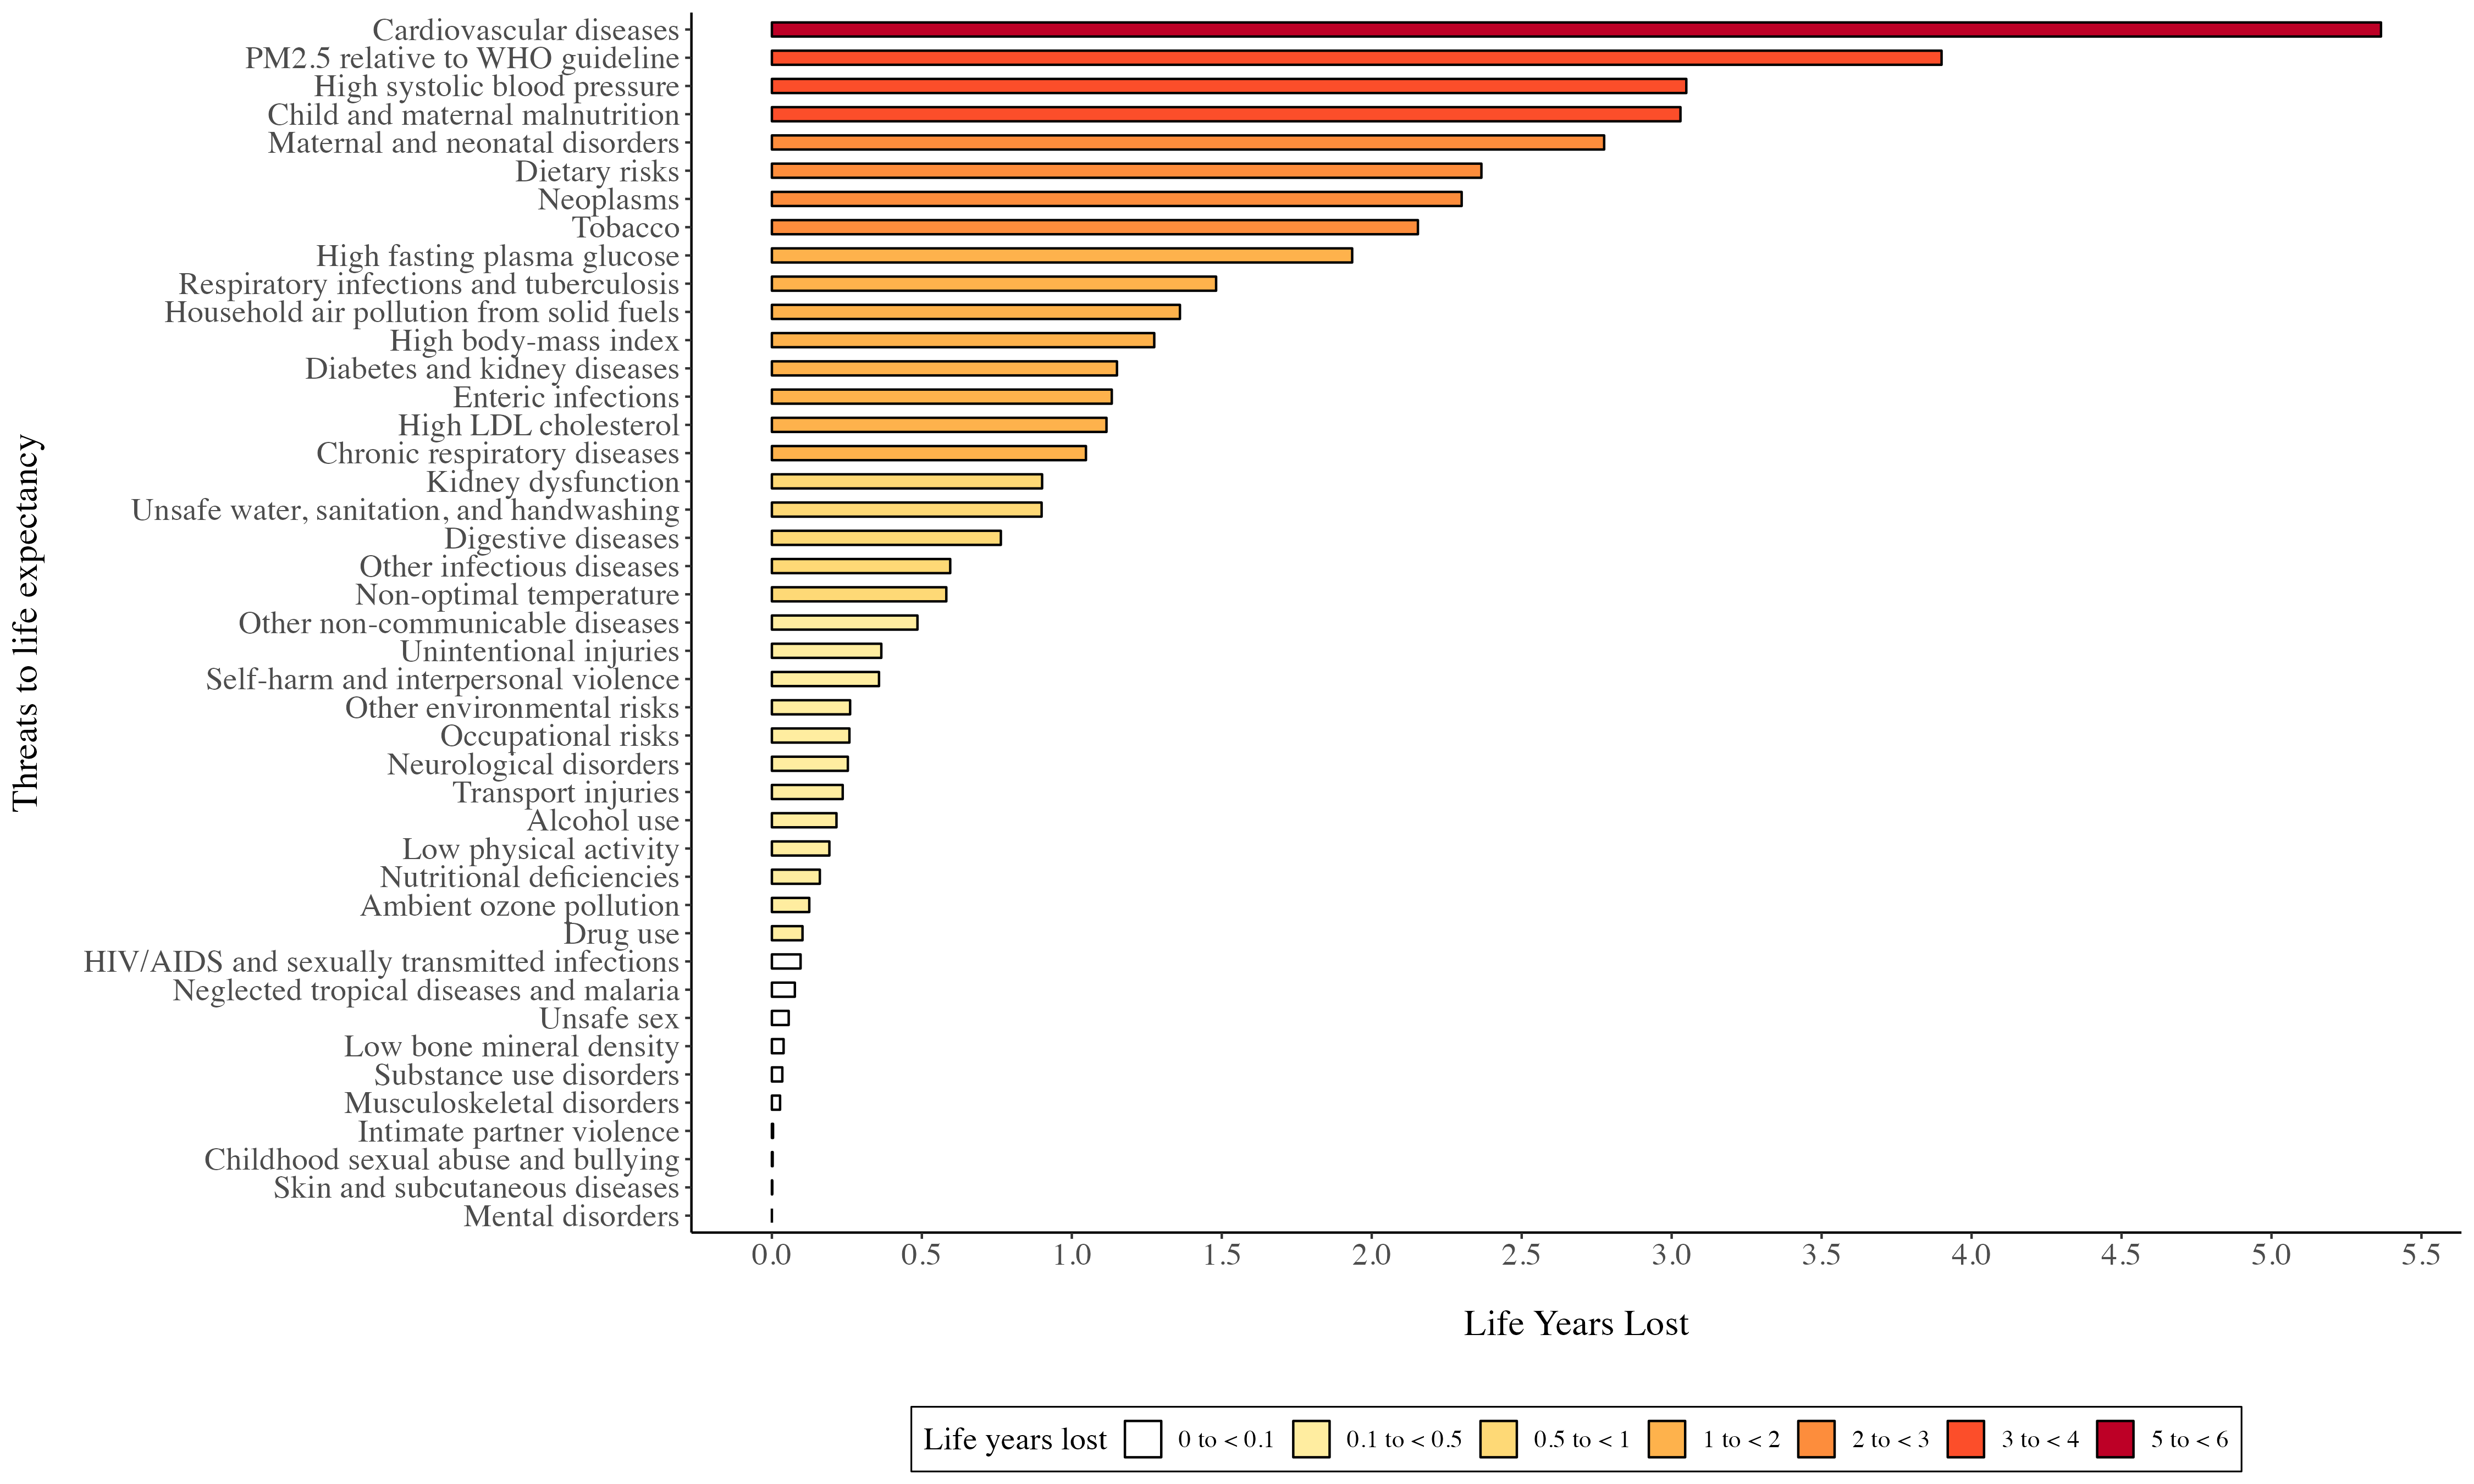 Threats to life expectancy
Cardiovascular diseases
PM2.5 relative to WHO guideline
High systolic blood pressure
Child and maternal malnutrition
Maternal and neonatal disorders
Dietary risks
Neoplasms
Tobacco
High fasting plasma glucose
Respiratory infections and tuberculosis
Household air pollution from solid fuels
High body-mass index
Diabetes and kidney diseases
Enteric infections
High LDL cholesterol
Chronic respiratory diseases
Kidney dysfunction
Unsafe water, sanitation, and handwashing
Digestive diseases
Other infectious diseases
Non-optimal temperature
Other non-communicable diseases
Unintentional injuries
Self-harm and interpersonal violence
Other environmental risks
Occupational risks
Neurological disorders
Transport injuries
Alcohol use
Low physical activity
Nutritional deficiencies
Ambient ozone pollution
Drug use
HIV/AIDS and sexually transmitted infections
Neglected tropical diseases and malaria
Unsafe sex
Low bone mineral density
Substance use disorders
Musculoskeletal disorders
Intimate partner violence
Childhood sexual abuse and bullying
Skin and subcutaneous diseases
Mental disorders
0.0 0.5 1.0 1.5 2.0 2.5 3.0 3.5 4.0 4.5 5.0 5.5
Life Years Lost
Life years lost 0 to < 0.1 0.1 to < 0.5 0.5 to < 1 1 to < 2 2 to < 3 3 to < 4 5 to < 6